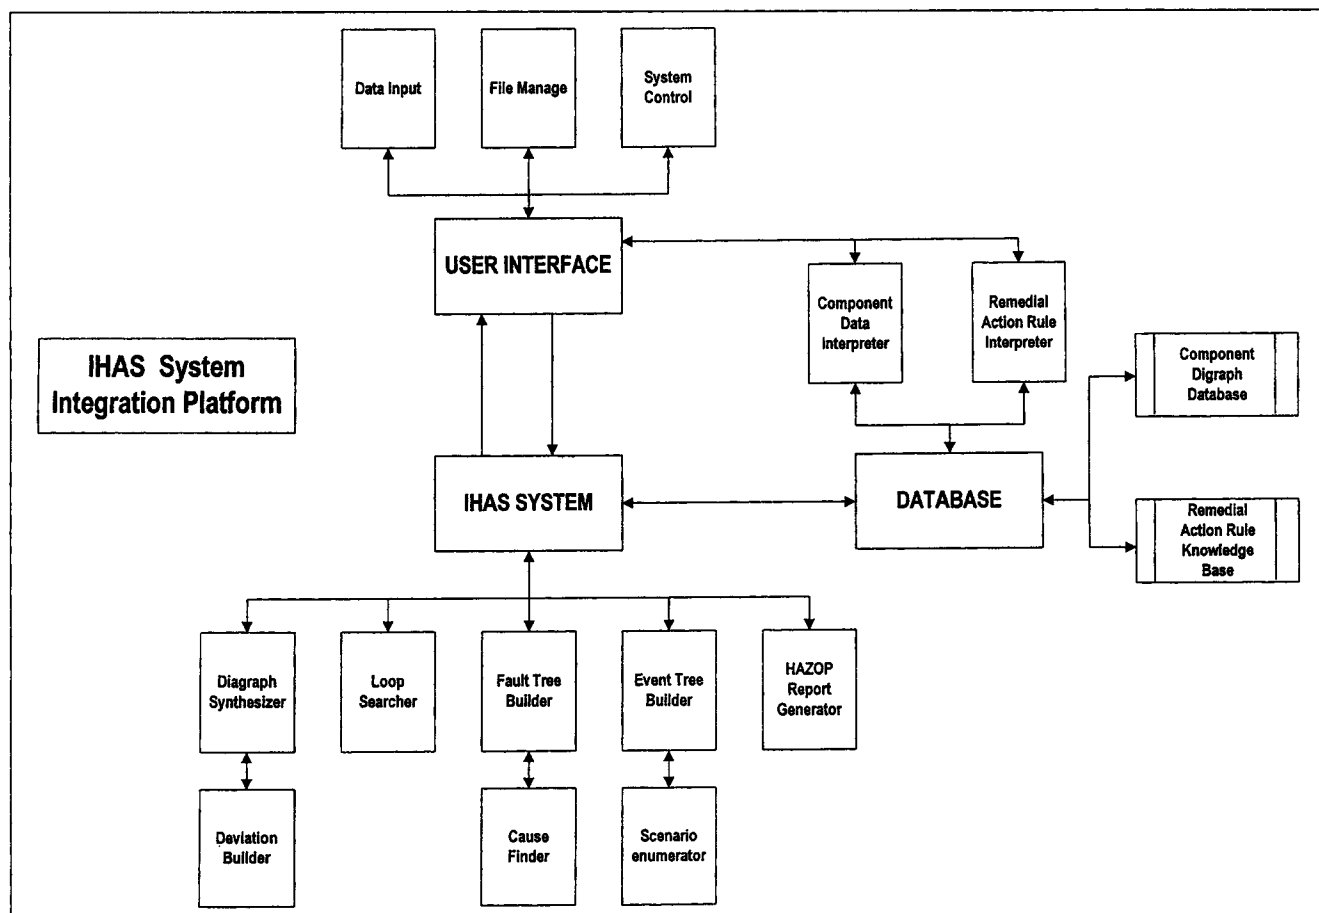 Data Input
File Manage
System
Control
USER INTERFACE
Component
Data
interpreter
Remedial
Action Rule
Interpreter
IHAS System
Integration Platform
Component
Digraph
Database
IHAS SYSTEM
DATABASE
Remedial
Action Rule
Knowledge
Base
Diagraph
Synthesizer
Loop
Searcher
Fault Tree
Builder
Event Tree
Builder
HAZOP
Report
Generator
Deviation
Builder
Cause
Finder
Scenario
enumerator